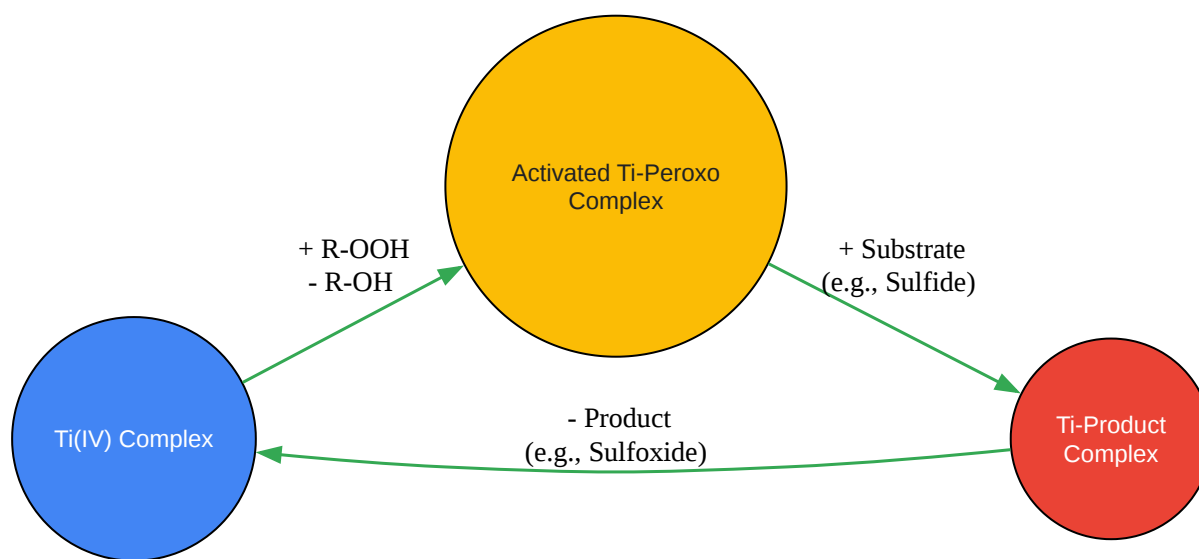 Activated Ti-Peroxo
Complex
+ R-OOH
- R-OH
+ Substrate
(e.g., Sulfide)
Ti(IV) Complex
- Product
(e.g., Sulfoxide)
Ti-Product
Complex